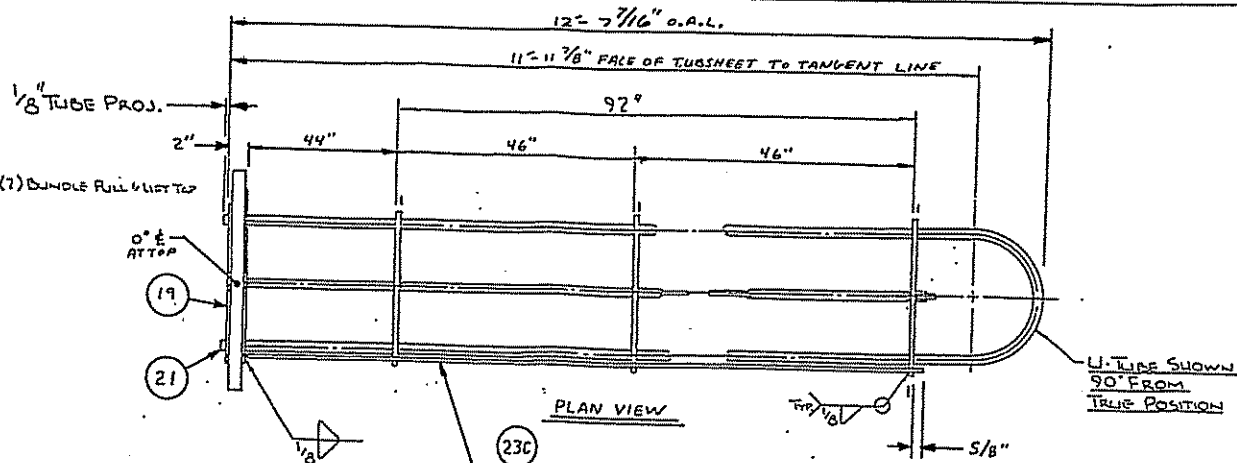 12'- 7 7/16" O.A.L.
11'- 11 7/8" FACE OF TUBSHEET TO TANGENT LINE
1/8" TUBE PROJ.
92"
2"
44"
46"
46"
BUNDLE PULL & LIFT
0° ℄
AT TOP
19
21
U-TUBE SHOWN
90° FROM
TRUE POSITION
PLAN VIEW
TYP
1/8
5/8"
1/8
23C